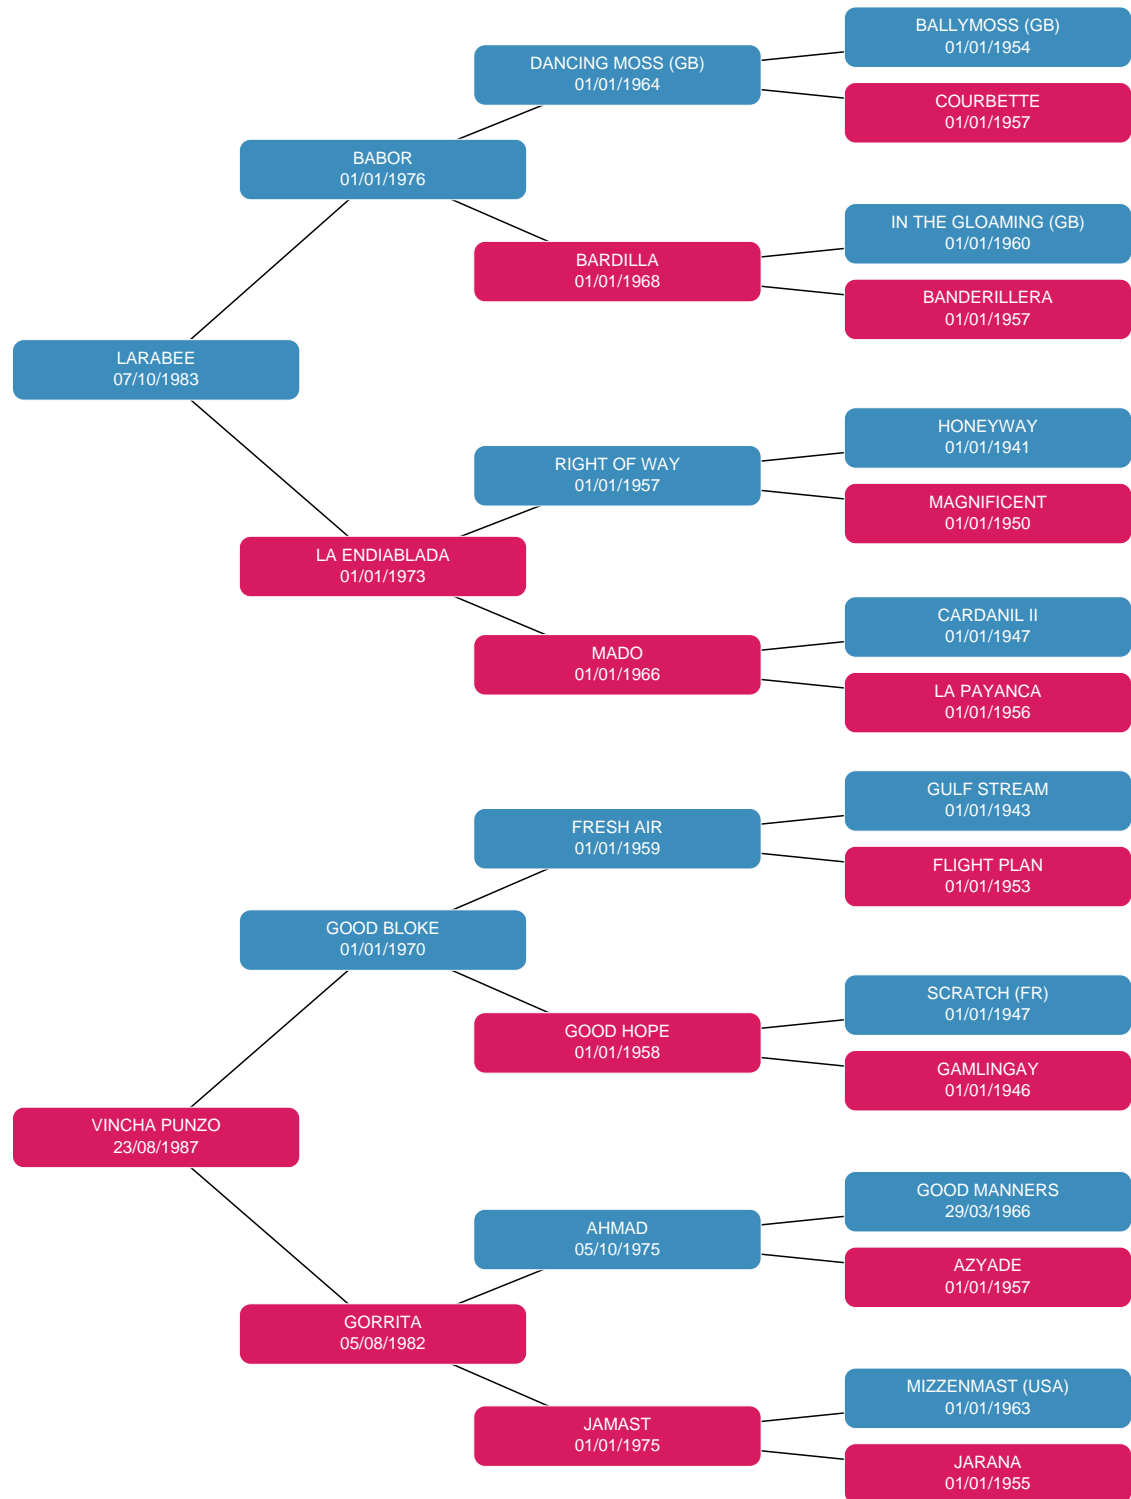 BALLYMOSS (GB)
01/01/1954
DANCING MOSS (GB)
01/01/1964
COURBETTE
01/01/1957
BABOR
01/01/1976
IN THE GLOAMING (GB)
01/01/1960
BARDILLA
01/01/1968
BANDERILLERA
01/01/1957
LARABEE
07/10/1983
HONEYWAY
01/01/1941
RIGHT OF WAY
01/01/1957
MAGNIFICENT
01/01/1950
LA ENDIABLADA
01/01/1973
CARDANIL II
01/01/1947
MADO
01/01/1966
LA PAYANCA
01/01/1956
GULF STREAM
01/01/1943
FRESH AIR
01/01/1959
FLIGHT PLAN
01/01/1953
GOOD BLOKE
01/01/1970
SCRATCH (FR)
01/01/1947
GOOD HOPE
01/01/1958
GAMLINGAY
01/01/1946
VINCHA PUNZO
23/08/1987
GOOD MANNERS
29/03/1966
AHMAD
05/10/1975
AZYADE
01/01/1957
GORRITA
05/08/1982
MIZZENMAST (USA)
01/01/1963
JAMAST
01/01/1975
JARANA
01/01/1955